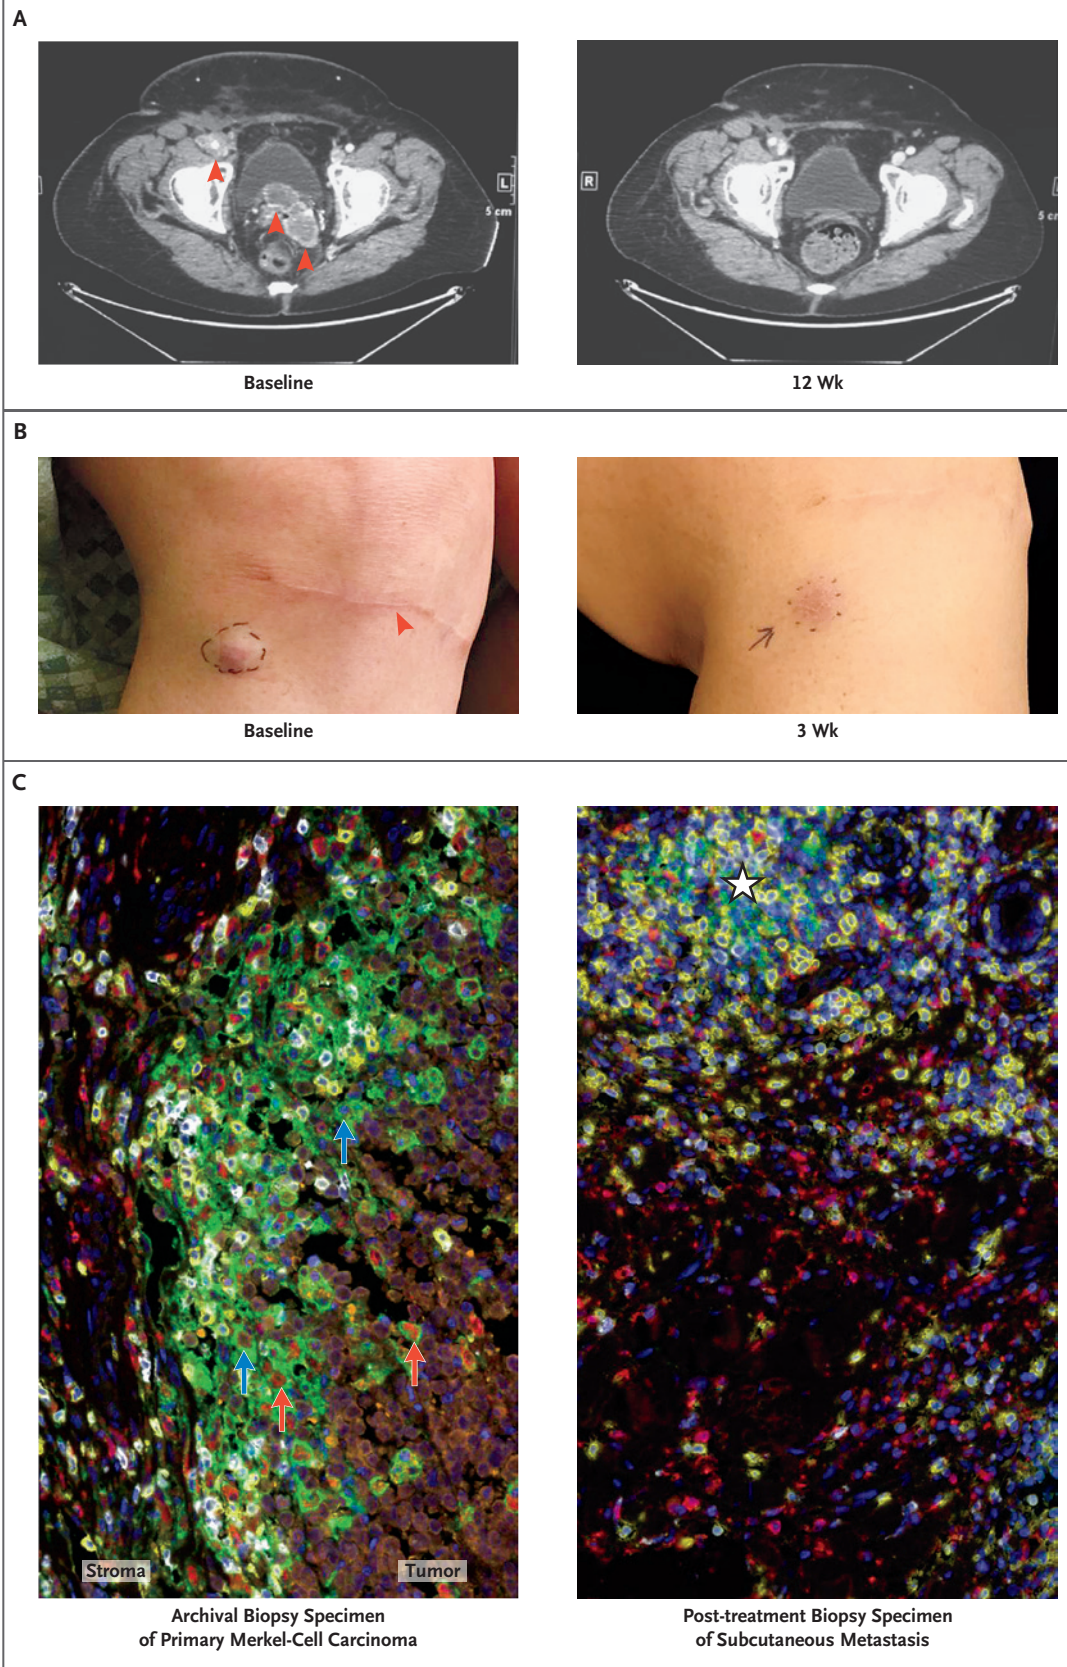 A
L
5 cm
R
5 cm
Baseline
12 Wk
B
Baseline
3 Wk
C
Stroma
Tumor
Archival Biopsy Specimen
of Primary Merkel-Cell Carcinoma
Post-treatment Biopsy Specimen
of Subcutaneous Metastasis